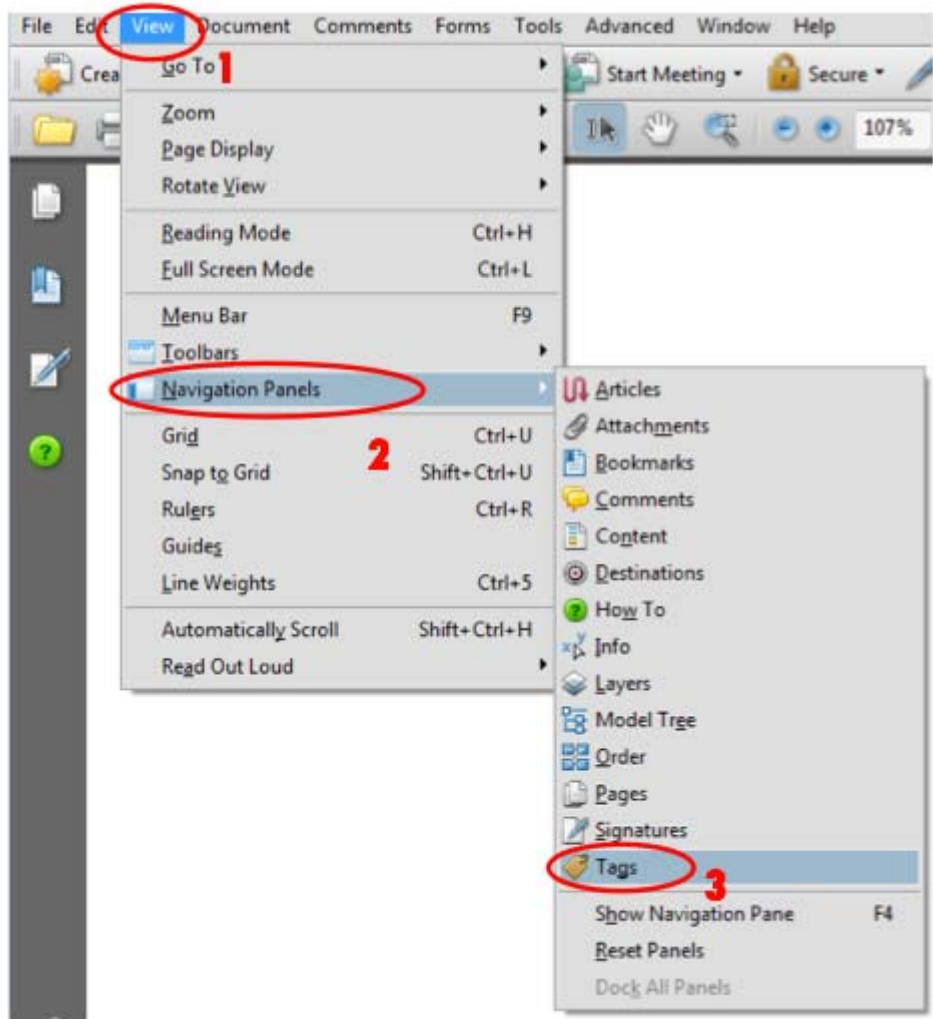 File Edit View Document Comments Forms Tools Advanced Window Help
1
Go To
Start Meeting Secure
Zoom
107%
Page Display
Rotate View
Reading Mode Ctrl+H
Full Screen Mode Ctrl+L
Menu Bar F9
Toolbars
Navigation Panels
2
Grid Ctrl+U
Snap to Grid Shift+Ctrl+U
Rulers Ctrl+R
Guides
Line Weights Ctrl+5
Automatically Scroll Shift+Ctrl+H
Read Out Loud
Articles
Attachments
Bookmarks
Comments
Content
Destinations
How To
Info
Layers
Model Tree
Order
Pages
Signatures
Tags
3
Show Navigation Pane F4
Reset Panels
Dock All Panels